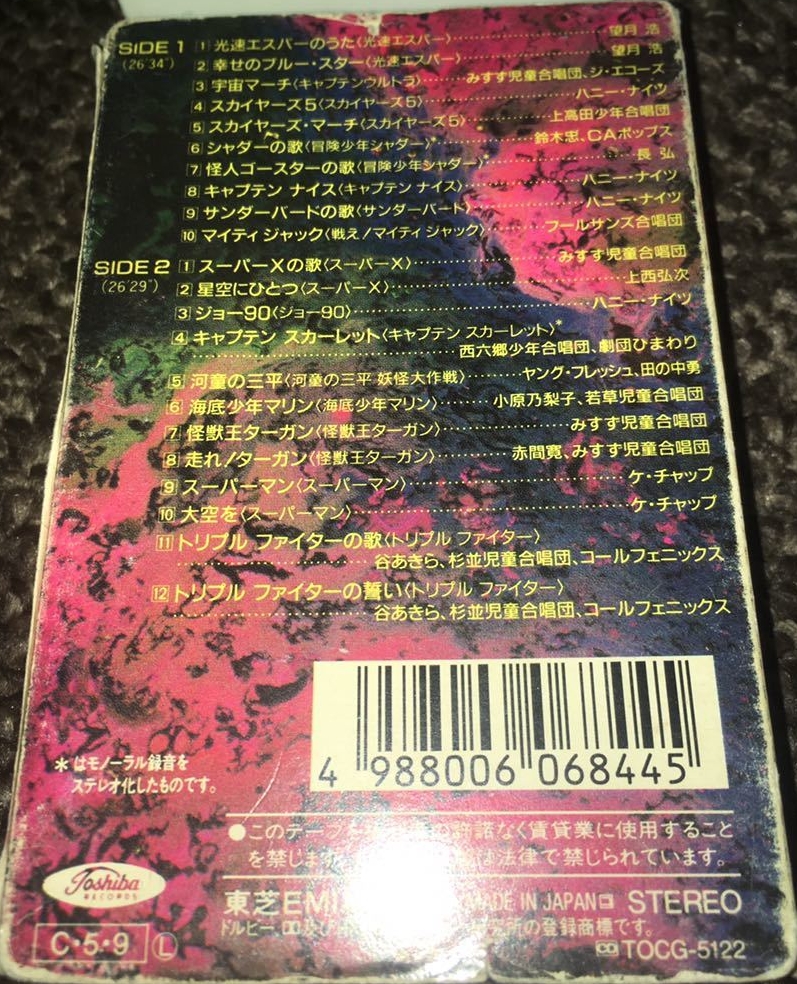 SIDE 1 1 光速エスパーのうた〈光速エスパー〉 望月 浩
(26'34") 2 幸せのブルー・スター〈光速エスパー〉 望月 浩
3 宇宙マーチ〈キャプテンウルトラ〉 みすず児童合唱団、ジ・エコーズ
4 スカイヤーズ5〈スカイヤーズ5〉 ハニー・ナイツ
5 スカイヤーズ・マーチ〈スカイヤーズ5〉 上高田少年合唱団
6 シャダーの歌〈冒険少年シャダー〉* 鈴木忠、CAポップス
7 怪人ゴースターの歌〈冒険少年シャダー〉* 長 弘
8 キャプテン ナイス〈キャプテン ナイス〉 ハニー・ナイツ
9 サンダーバードの歌〈サンダーバード〉 ハニー・ナイツ
10 マイティ ジャック〈戦え!マイティ ジャック〉 フールサンズ合唱団
SIDE 2 1 スーパーXの歌〈スーパーX〉 みすず児童合唱団
(26'29") 2 星空にひとつ〈スーパーX〉 上西弘次
3 ジョー90〈ジョー90〉 ハニー・ナイツ
4 キャプテン スカーレット〈キャプテン スカーレット〉*
西六郷少年合唱団、劇団ひまわり
5 河童の三平〈河童の三平 妖怪大作戦〉 ヤング・フレッシュ、田の中勇
6 海底少年マリン〈海底少年マリン〉 小原乃梨子、若草児童合唱団
7 怪獣王ターガン〈怪獣王ターガン〉 みすず児童合唱団
8 走れ!ターガン〈怪獣王ターガン〉 赤間寛、みすず児童合唱団
9 スーパーマン〈スーパーマン〉 ケ・チャップ
10 大空を〈スーパーマン〉 ケ・チャップ
11 トリプル ファイターの歌〈トリプル ファイター〉
谷あきら、杉並児童合唱団、コールフェニックス
12 トリプル ファイターの誓い〈トリプル ファイター〉
谷あきら、杉並児童合唱団、コールフェニックス
*はモノーラル録音を
ステレオ化したものです。
4 988006 068445
●このテープを 許諾なく賃貸業に使用すること
を禁じます は法律で禁じられています。
Toshiba
RECORDS
東芝EMI MADE IN JAPAN STEREO
ドルビー、 及び 研究所の登録商標です。
C・5・9 L TOCG-5122